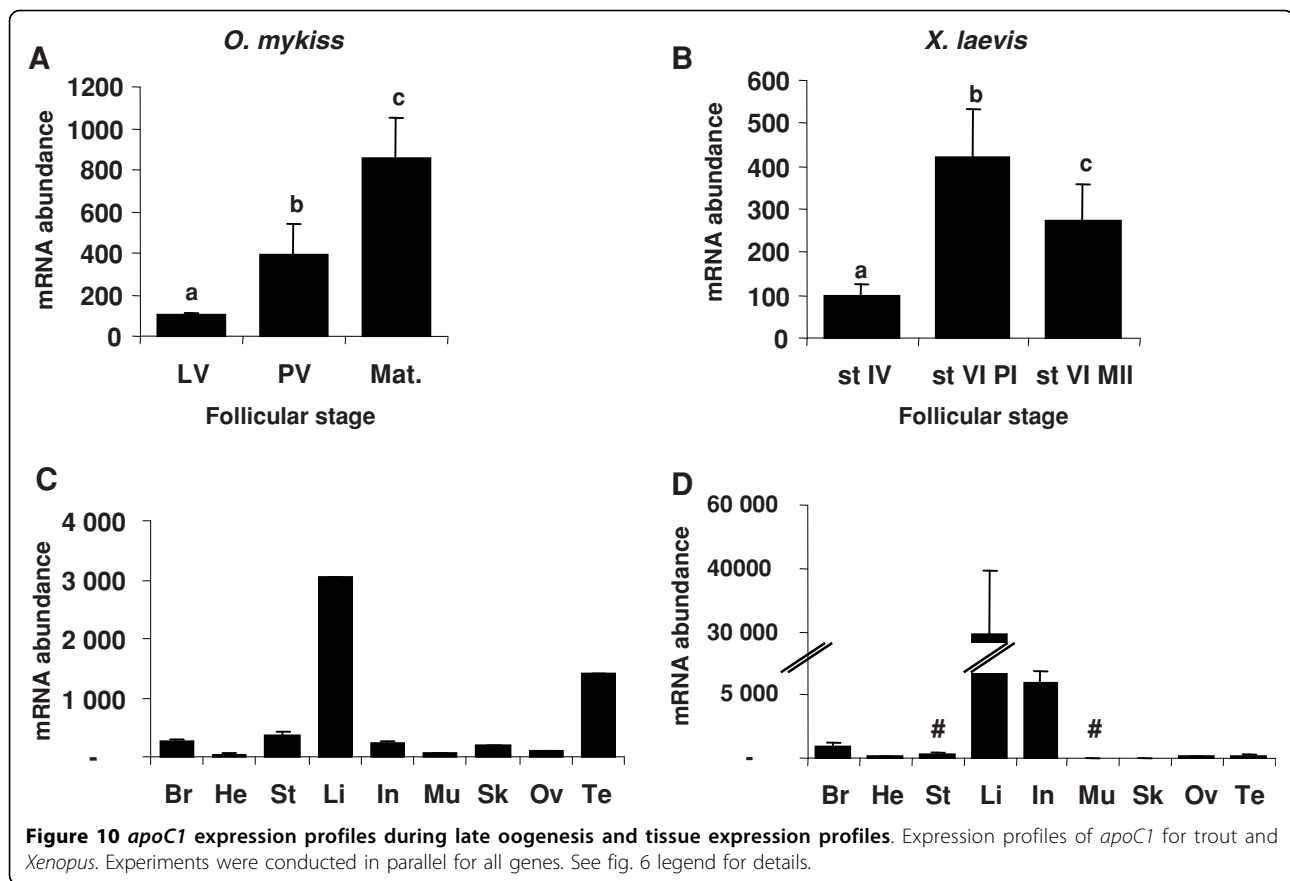 O. mykiss
X. laevis
A
mRNA abundance
1200
1000
800
600
400
200
0
a
b
c
LV PV Mat.
Follicular stage
B
mRNA abundance
600
500
400
300
200
100
0
a
b
c
st IV st VI PI st VI MII
Follicular stage
C
mRNA abundance
4 000
3 000
2 000
1 000
-
Br He St Li In Mu Sk Ov Te
D
mRNA abundance
60 000
40000
30 000
5 000
-
# #
Br He St Li In Mu Sk Ov Te
Figure 10 apoC1 expression profiles during late oogenesis and tissue expression profiles. Expression profiles of apoC1 for trout and
Xenopus. Experiments were conducted in parallel for all genes. See fig. 6 legend for details.